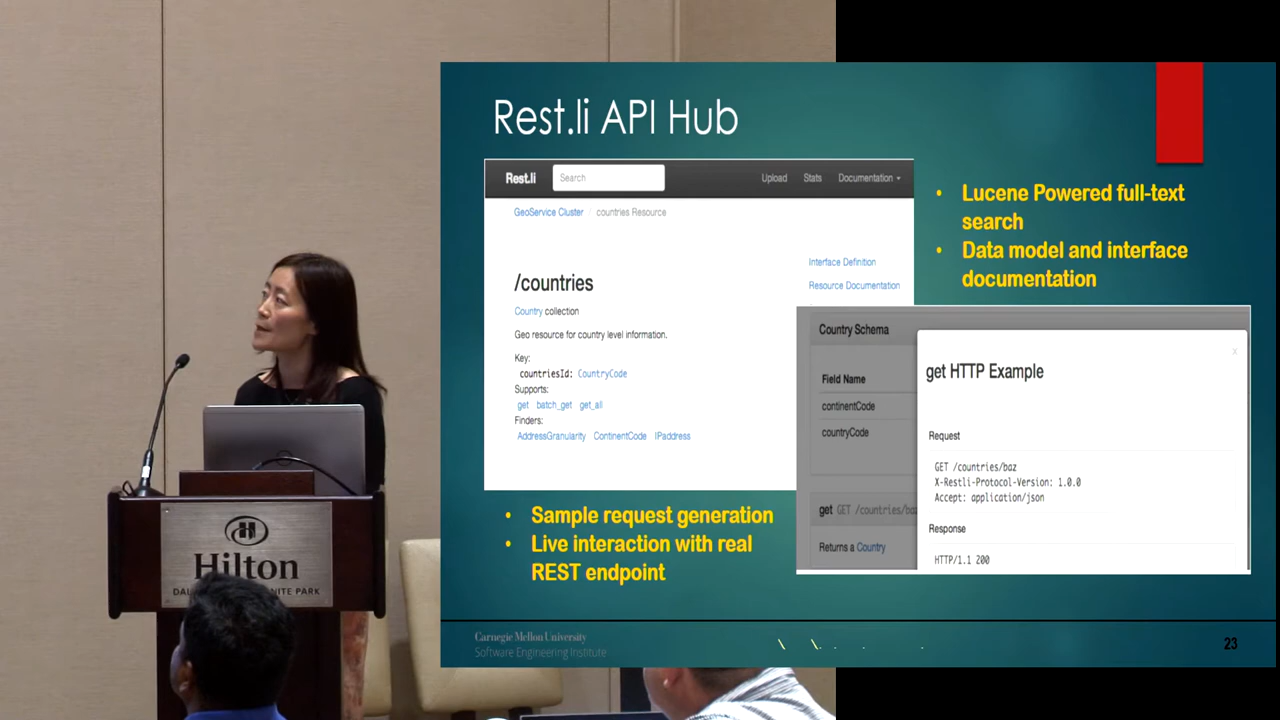 Rest.li API Hub
Rest.li Search Upload Stats Documentation
GeoService Cluster / countries Resource
Interface Definition
Resource Documentation
/countries
Country collection
Geo resource for country level information.
Key:
countriesId: CountryCode
Supports:
get batch_get get_all
Finders:
AddressGranularity ContinentCode IPaddress
• Lucene Powered full-text
search
• Data model and interface
documentation
Country Schema
Field Name
continentCode
countryCode
get GET /countries/baz
Returns a Country
x
get HTTP Example
Request
GET /countries/baz
X-Restli-Protocol-Version: 1.0.0
Accept: application/json
Response
HTTP/1.1 200
• Sample request generation
• Live interaction with real
REST endpoint
Carnegie Mellon University
Software Engineering Institute
23
Hilton